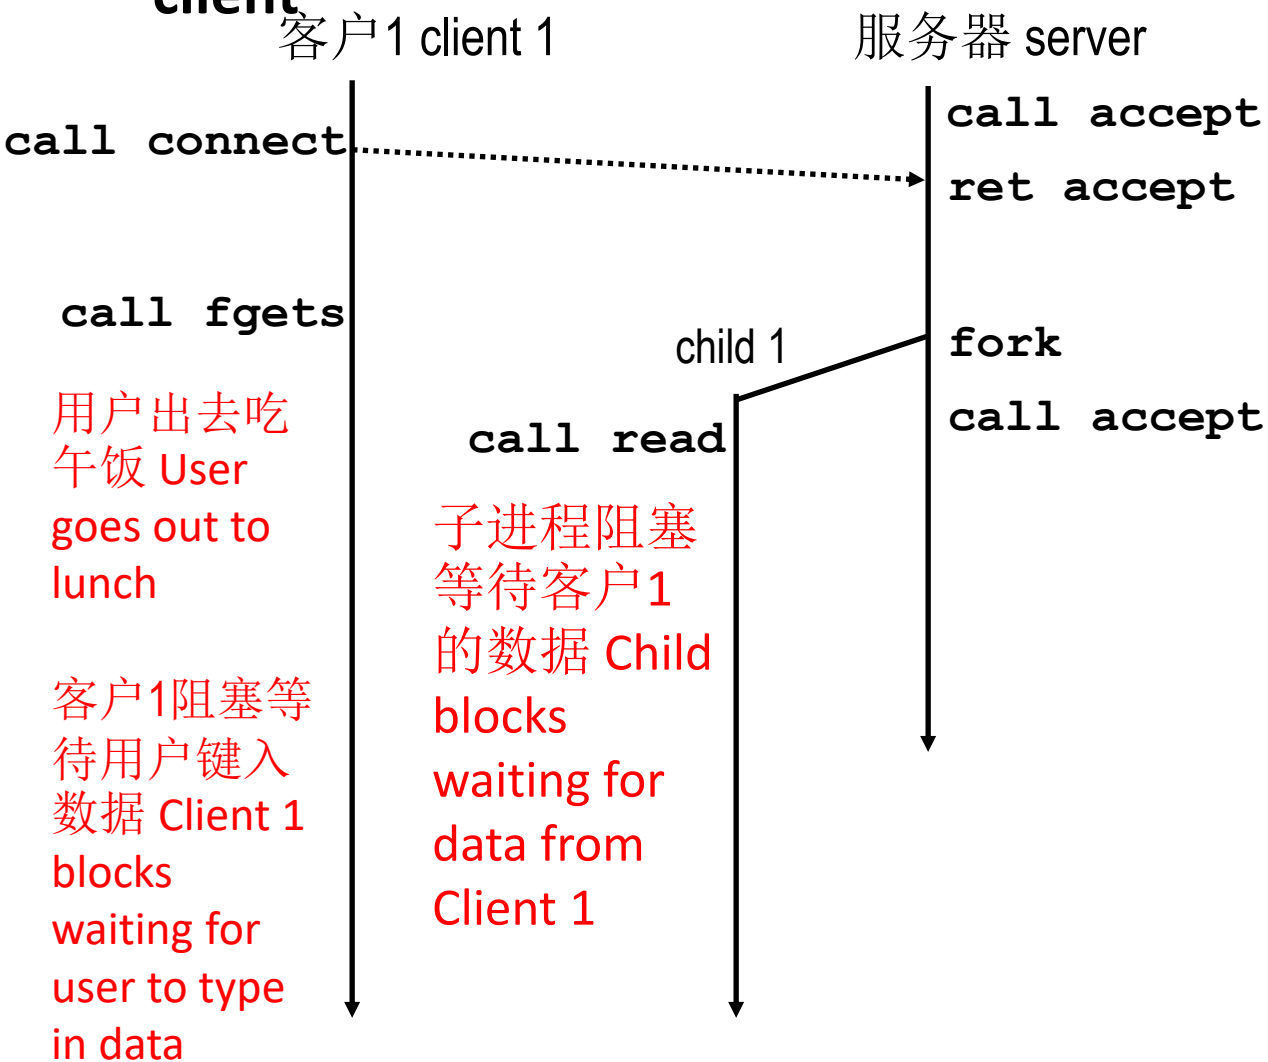 client
客户1 client 1
服务器 server
call connect
call accept
ret accept
call fgets
child 1
fork
call accept
call read
用户出去吃
午饭 User
goes out to
lunch
客户1阻塞等
待用户键入
数据 Client 1
blocks
waiting for
user to type
in data
子进程阻塞
等待客户1
的数据 Child
blocks
waiting for
data from
Client 1